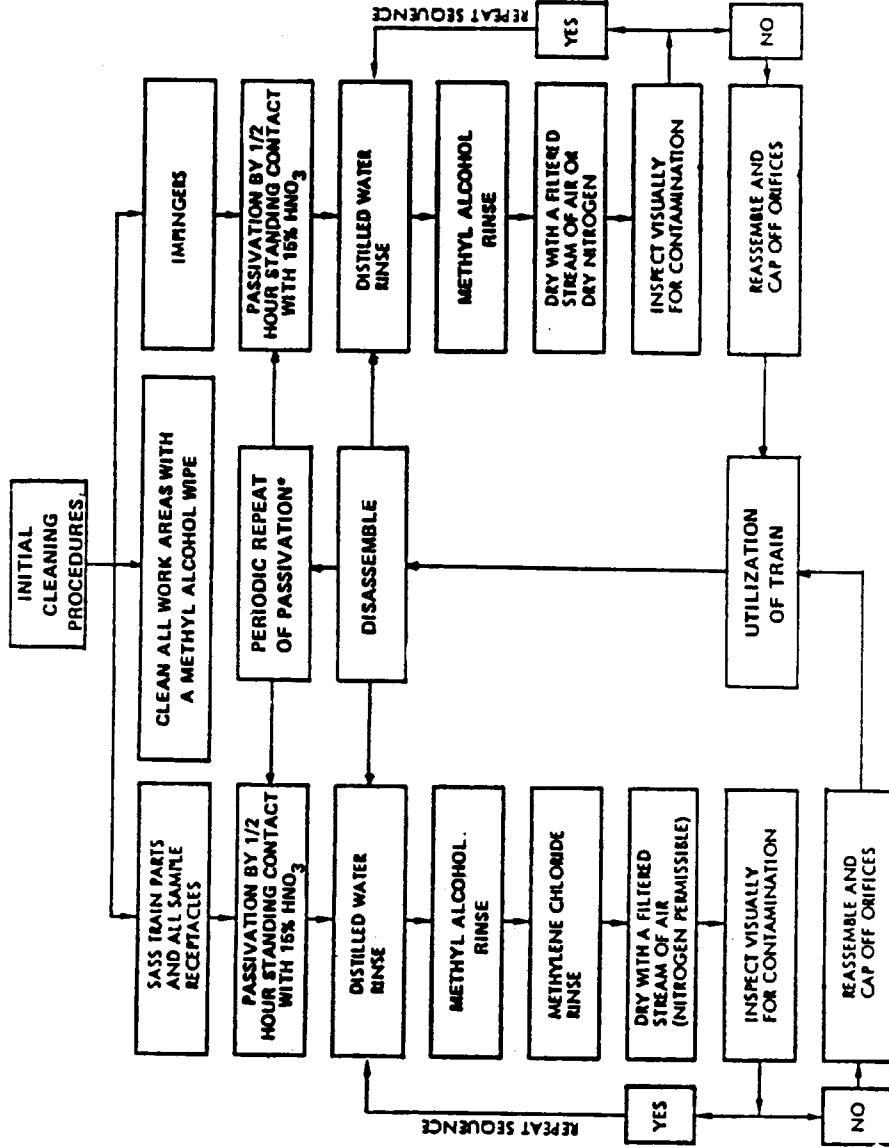 INITIAL
CLEANING
PROCEDURES,
SASS TRAIN PARTS
AND ALL SAMPLE
RECEPTACLES
CLEAN ALL WORK AREAS WITH
A METHYL ALCOHOL WIPE
IMPINGERS
PASSIVATION BY 1/2
HOUR STANDING CONTACT
WITH 15% HNO3
PERIODIC REPEAT
OF PASSIVATION*
PASSIVATION BY 1/2
HOUR STANDING CONTACT
WITH 15% HNO3
DISTILLED WATER
RINSE
DISASSEMBLE
DISTILLED WATER
RINSE
METHYL ALCOHOL.
RINSE
METHYL ALCOHOL
RINSE
METHYLENE CHLORIDE
RINSE
DRY WITH A FILTERED
STREAM OF AIR OR
DRY NITROGEN
DRY WITH A FILTERED
STREAM OF AIR
(NITROGEN PERMISSIBLE)
INSPECT VISUALLY
FOR CONTAMINATION
INSPECT VISUALLY
FOR CONTAMINATION
REPEAT SEQUENCE
YES
NO
REPEAT SEQUENCE
YES
NO
REASSEMBLE AND
CAP OFF ORIFICES
UTILIZATION
OF TRAIN
REASSEMBLE AND
CAP OFF ORIFICES